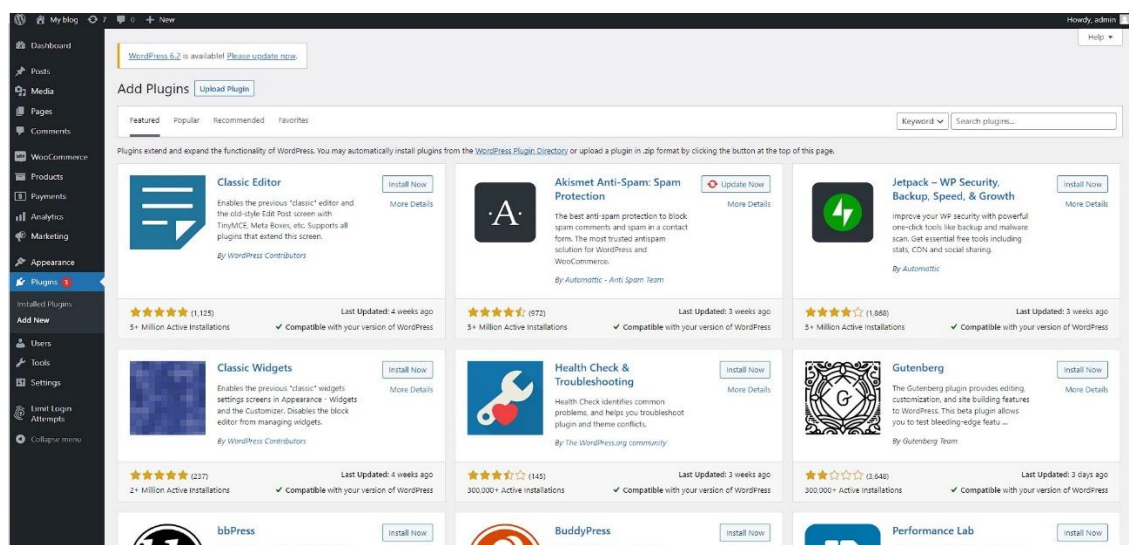 My blog 7 0 + New Howdy, admin
Help
Dashboard
Posts
Media
Pages
Comments
WooCommerce
Products
Payments
Analytics
Marketing
Appearance
Plugins 1
Installed Plugins
Add New
Users
Tools
Settings
Limit Login
Attempts
Collapse menu
WordPress 6.2 is available! Please update now.
Add Plugins Upload Plugin
Featured Popular Recommended Favorites Keyword Search plugins...
Plugins extend and expand the functionality of WordPress. You may automatically install plugins from the WordPress Plugin Directory or upload a plugin in .zip format by clicking the button at the top of this page.
Classic Editor
Install Now
More Details
Enables the previous "classic" editor and
the old-style Edit Post screen with
TinyMCE, Meta Boxes, etc. Supports all
plugins that extend this screen.
By WordPress Contributors
(1,125) Last Updated: 4 weeks ago
5+ Million Active Installations ✔ Compatible with your version of WordPress
·A·
Akismet Anti-Spam: Spam
Protection
Update Now
More Details
The best anti-spam protection to block
spam comments and spam in a contact
form. The most trusted antispam
solution for WordPress and
WooCommerce.
By Automattic - Anti Spam Team
(972) Last Updated: 3 weeks ago
5+ Million Active Installations ✔ Compatible with your version of WordPress
Jetpack – WP Security,
Backup, Speed, & Growth
Install Now
More Details
Improve your WP security with powerful
one-click tools like backup and malware
scan. Get essential free tools including
stats, CDN and social sharing.
By Automattic
(1,868) Last Updated: 3 weeks ago
5+ Million Active Installations ✔ Compatible with your version of WordPress
Classic Widgets
Install Now
More Details
Enables the previous "classic" widgets
settings screens in Appearance - Widgets
and the Customizer. Disables the block
editor from managing widgets.
By WordPress Contributors
(237) Last Updated: 4 weeks ago
2+ Million Active Installations ✔ Compatible with your version of WordPress
Health Check &
Troubleshooting
Install Now
More Details
Health Check identifies common
problems, and helps you troubleshoot
plugin and theme conflicts.
By The WordPress.org community
(145) Last Updated: 3 weeks ago
300,000+ Active Installations ✔ Compatible with your version of WordPress
G
Gutenberg
Install Now
More Details
The Gutenberg plugin provides editing,
customization, and site building features
to WordPress. This beta plugin allows
you to test bleeding-edge featu ...
By Gutenberg Team
(3,648) Last Updated: 3 days ago
300,000+ Active Installations ✔ Compatible with your version of WordPress
bbPress Install Now
BuddyPress Install Now
Performance Lab Install Now